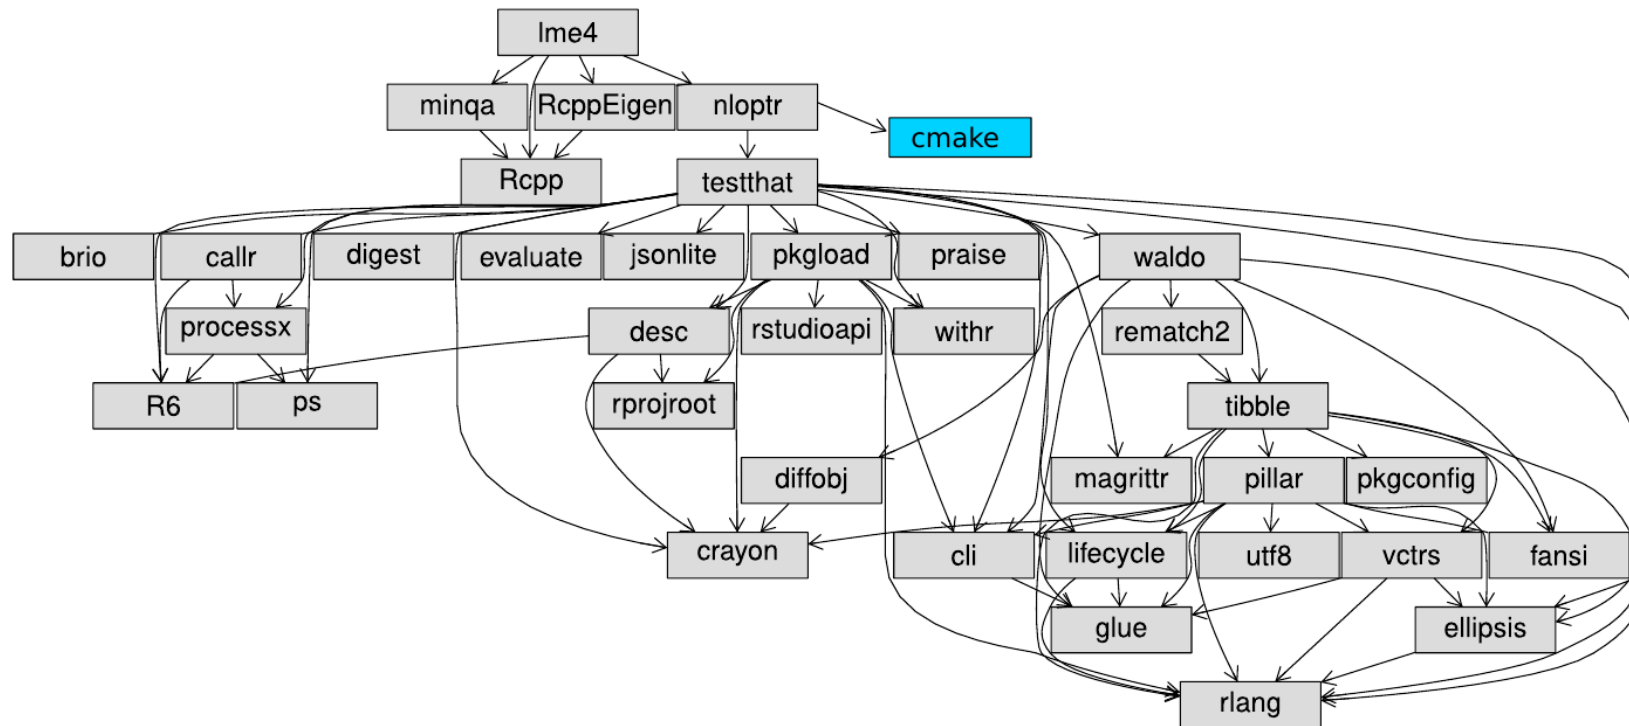 lme4
minqa
RcppEigen
nloptr
cmake
Rcpp
testthat
brio
callr
digest
evaluate
jsonlite
pkgload
praise
waldo
processx
desc
rstudioapi
withr
rematch2
R6
ps
rprojroot
tibble
diffobj
magrittr
pillar
pkgconfig
crayon
cli
lifecycle
utf8
vctrs
fansi
glue
ellipsis
rlang